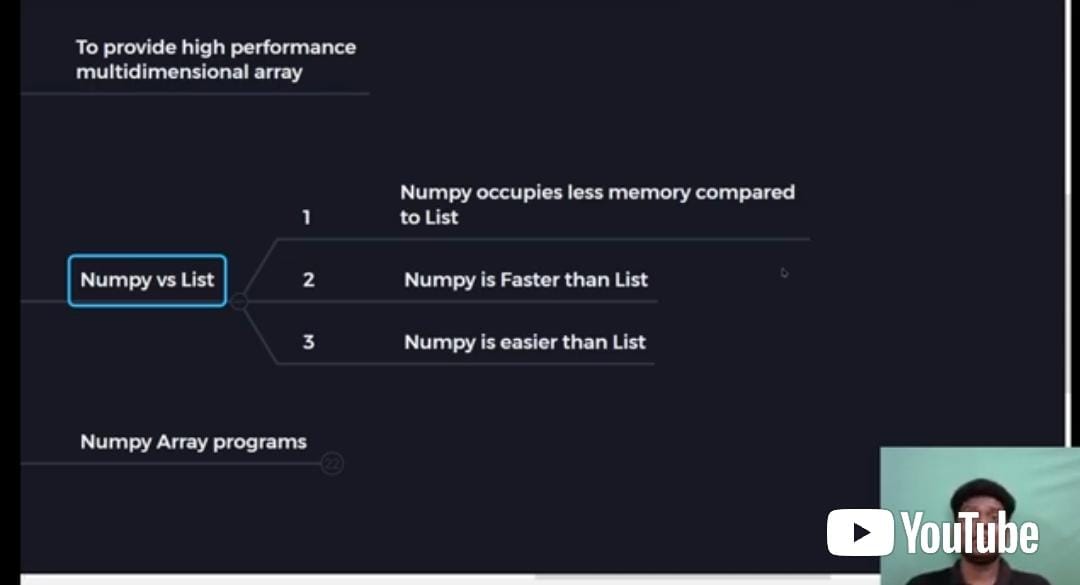 To provide high performance
multidimensional array
1
Numpy occupies less memory compared
to List
Numpy vs List
2
Numpy is Faster than List
3
Numpy is easier than List
Numpy Array programs
22
YouTube